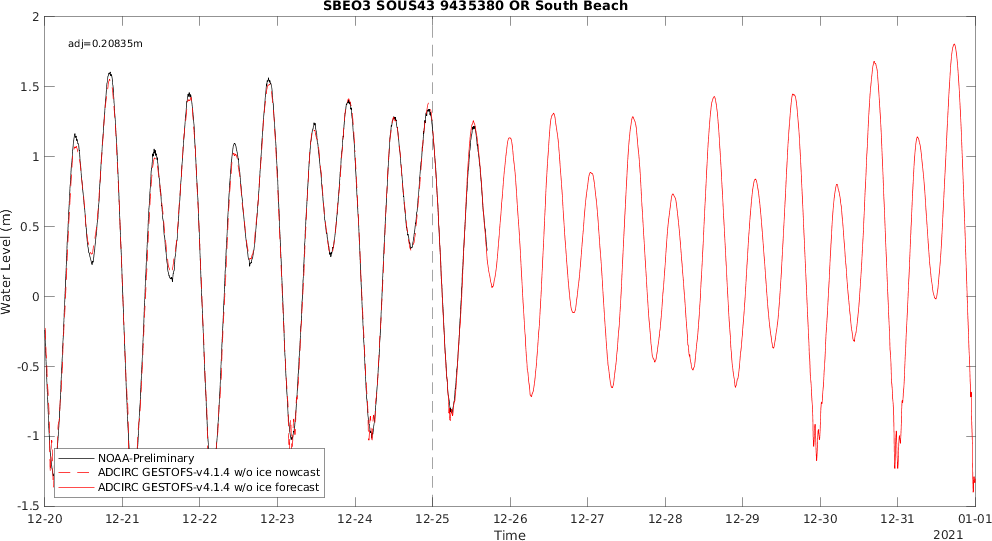 SBEO3 SOUS43 9435380 OR South Beach
adj=0.20835m
2
1.5
1
0.5
0
-0.5
-1
-1.5
Water Level (m)
NOAA-Preliminary
ADCIRC GESTOFS-v4.1.4 w/o ice nowcast
ADCIRC GESTOFS-v4.1.4 w/o ice forecast
12-20 12-21 12-22 12-23 12-24 12-25 12-26 12-27 12-28 12-29 12-30 12-31 01-01
Time
2021